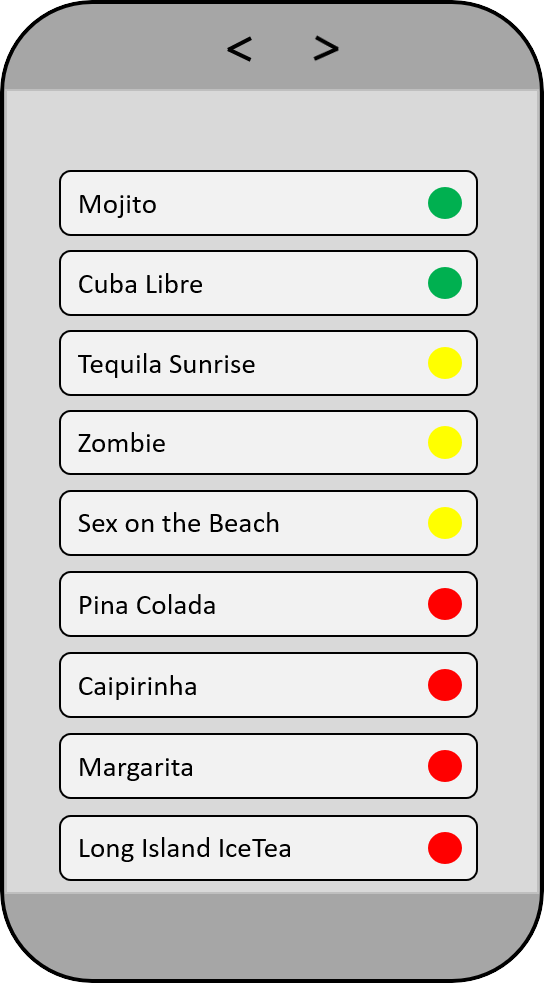 < >
Mojito
Cuba Libre
Tequila Sunrise
Zombie
Sex on the Beach
Pina Colada
Caipirinha
Margarita
Long Island IceTea